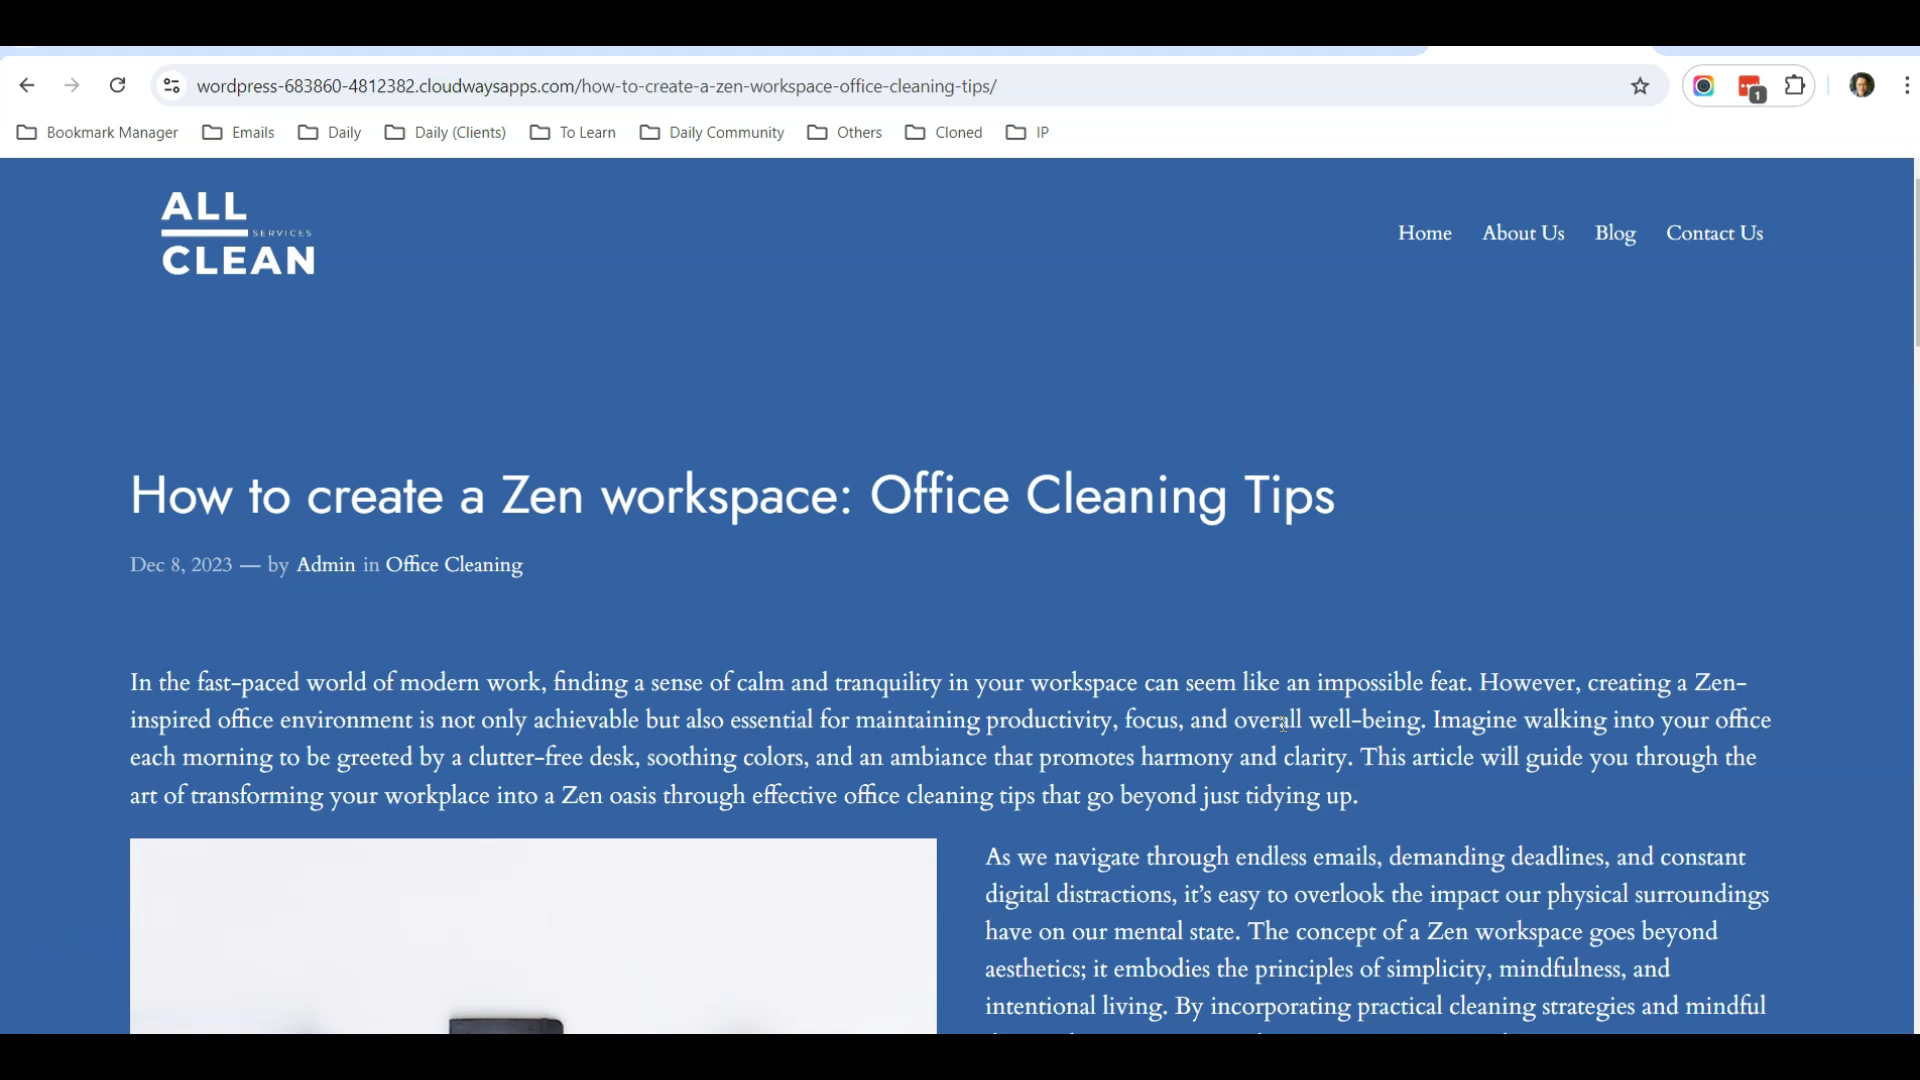 wordpress-683860-4812382.cloudwaysapps.com/how-to-create-a-zen-workspace-office-cleaning-tips/
1
Bookmark Manager Emails Daily Daily (Clients) To Learn Daily Community Others Cloned IP
ALL
SERVICES
CLEAN
Home About Us Blog Contact Us
How to create a Zen workspace: Office Cleaning Tips
Dec 8, 2023 — by Admin in Office Cleaning
In the fast-paced world of modern work, finding a sense of calm and tranquility in your workspace can seem like an impossible feat. However, creating a Zen-
inspired office environment is not only achievable but also essential for maintaining productivity, focus, and overall well-being. Imagine walking into your office
each morning to be greeted by a clutter-free desk, soothing colors, and an ambiance that promotes harmony and clarity. This article will guide you through the
art of transforming your workplace into a Zen oasis through effective office cleaning tips that go beyond just tidying up.
As we navigate through endless emails, demanding deadlines, and constant
digital distractions, it's easy to overlook the impact our physical surroundings
have on our mental state. The concept of a Zen workspace goes beyond
aesthetics; it embodies the principles of simplicity, mindfulness, and
intentional living. By incorporating practical cleaning strategies and mindful